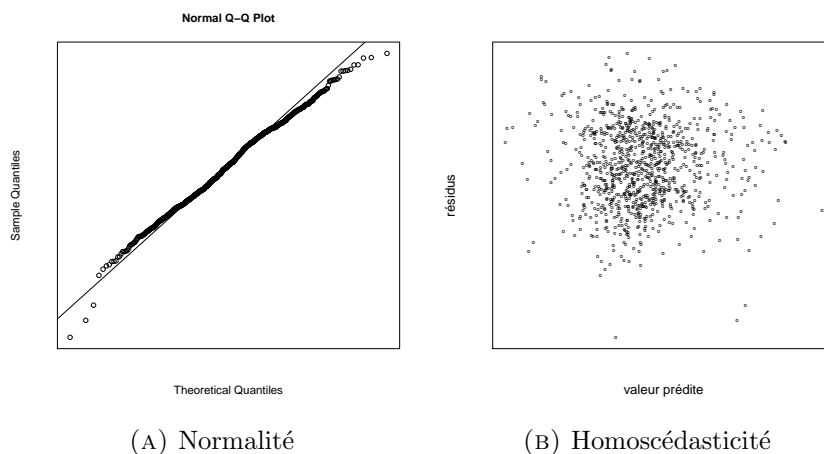 Normal Q−Q Plot
Sample Quantiles
Theoretical Quantiles
(A) Normalité
résidus
valeur prédite
(B) Homoscédasticité